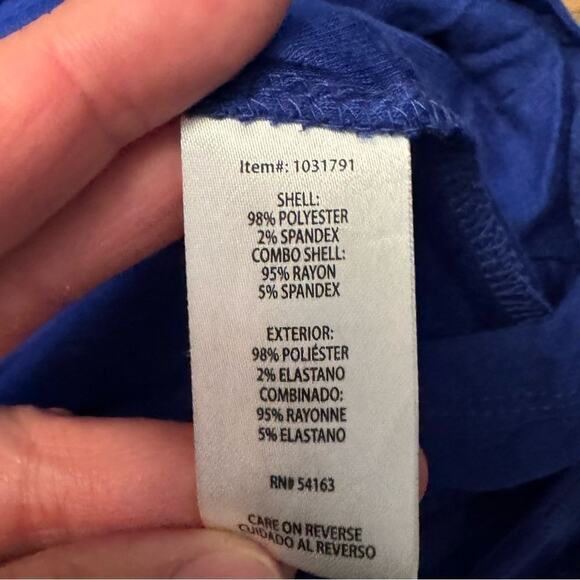 Item#: 1031791
SHELL:
98% POLYESTER
2% SPANDEX
COMBO SHELL:
95% RAYON
5% SPANDEX
EXTERIOR:
98% POLIÉSTER
2% ELASTANO
COMBINADO:
95% RAYONNE
5% ELASTANO
RN# 54163
CARE ON REVERSE
CUIDADO AL REVERSO